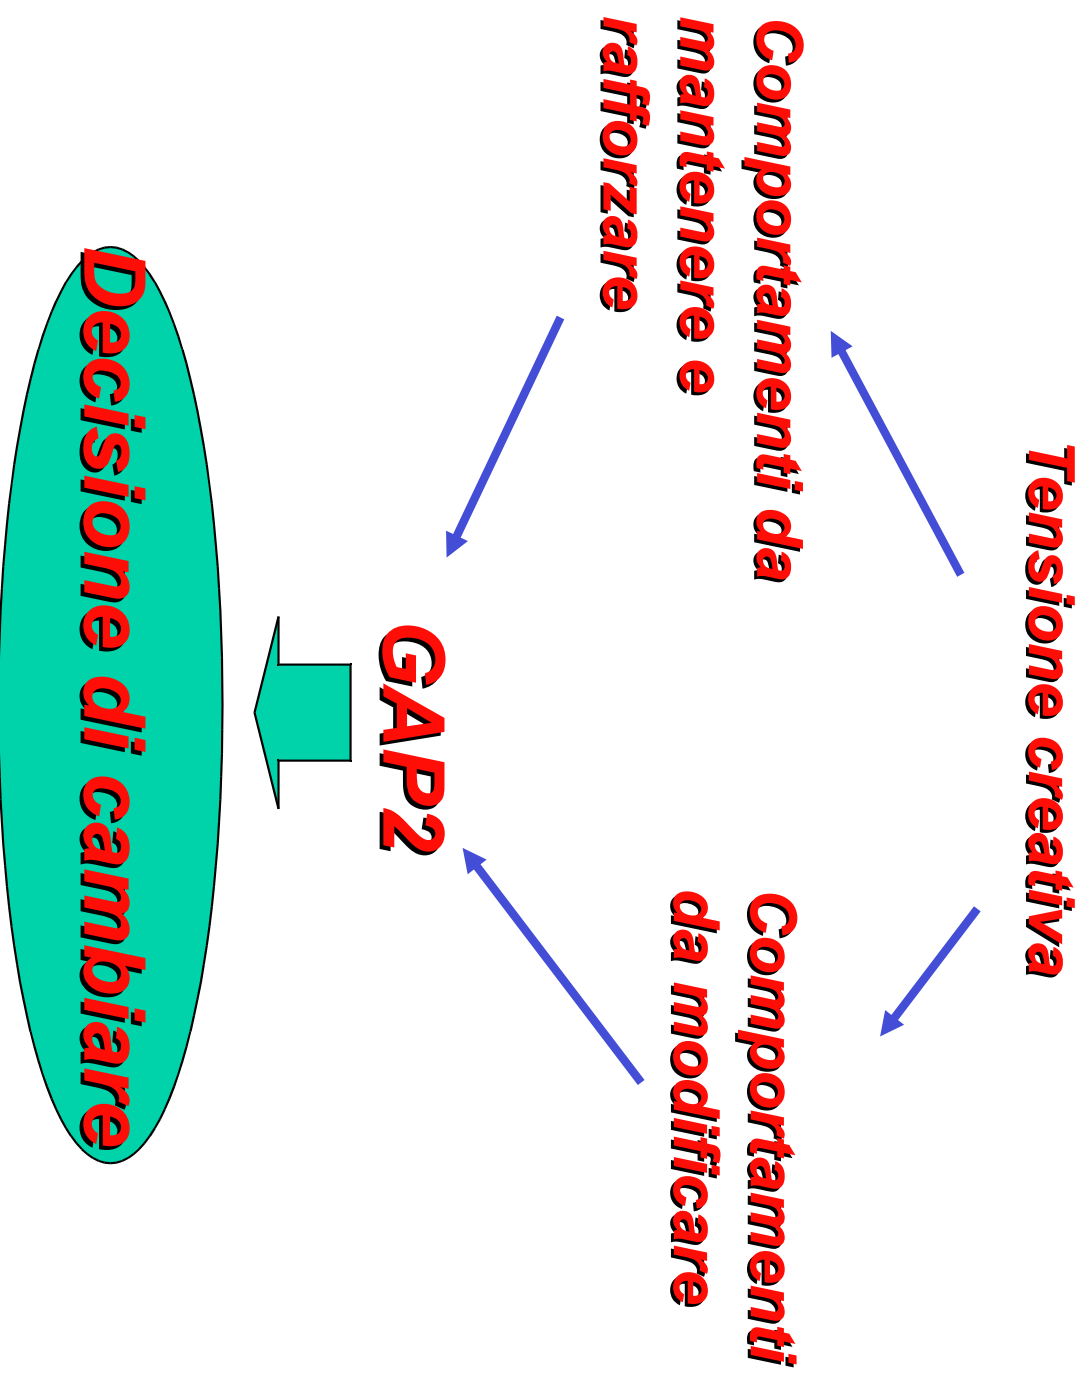 Tensione creativa
Comportamenti da
mantenere e
rafforzare
Comportamenti
da modificare
GAP2
Decisione di cambiare